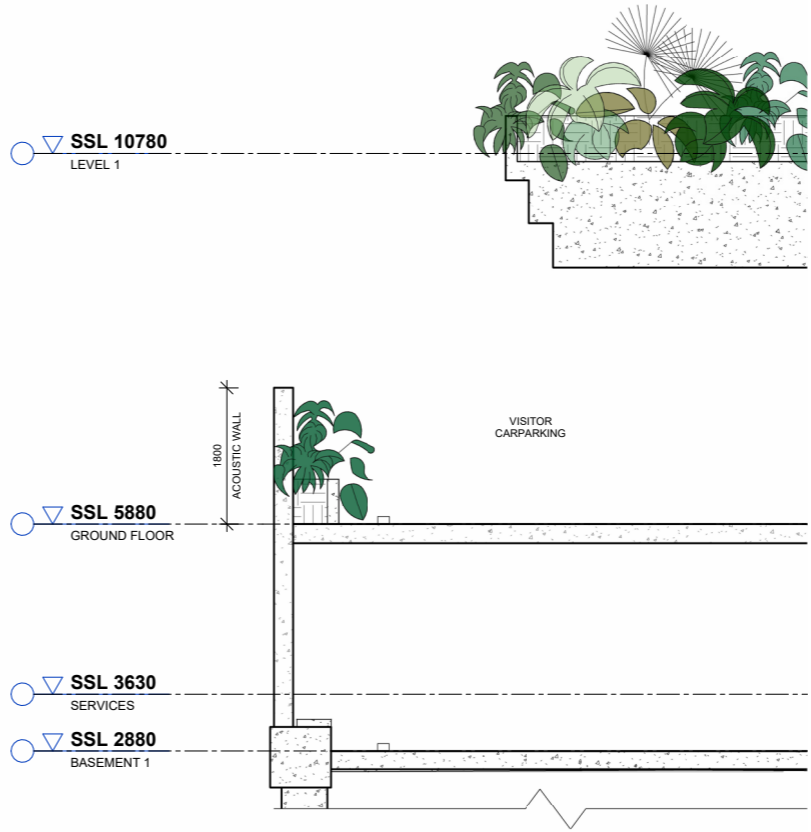 SSL 10780
LEVEL 1
1800
ACOUSTIC WALL
VISITOR
CARPARKING
SSL 5880
GROUND FLOOR
SSL 3630
SERVICES
SSL 2880
BASEMENT 1